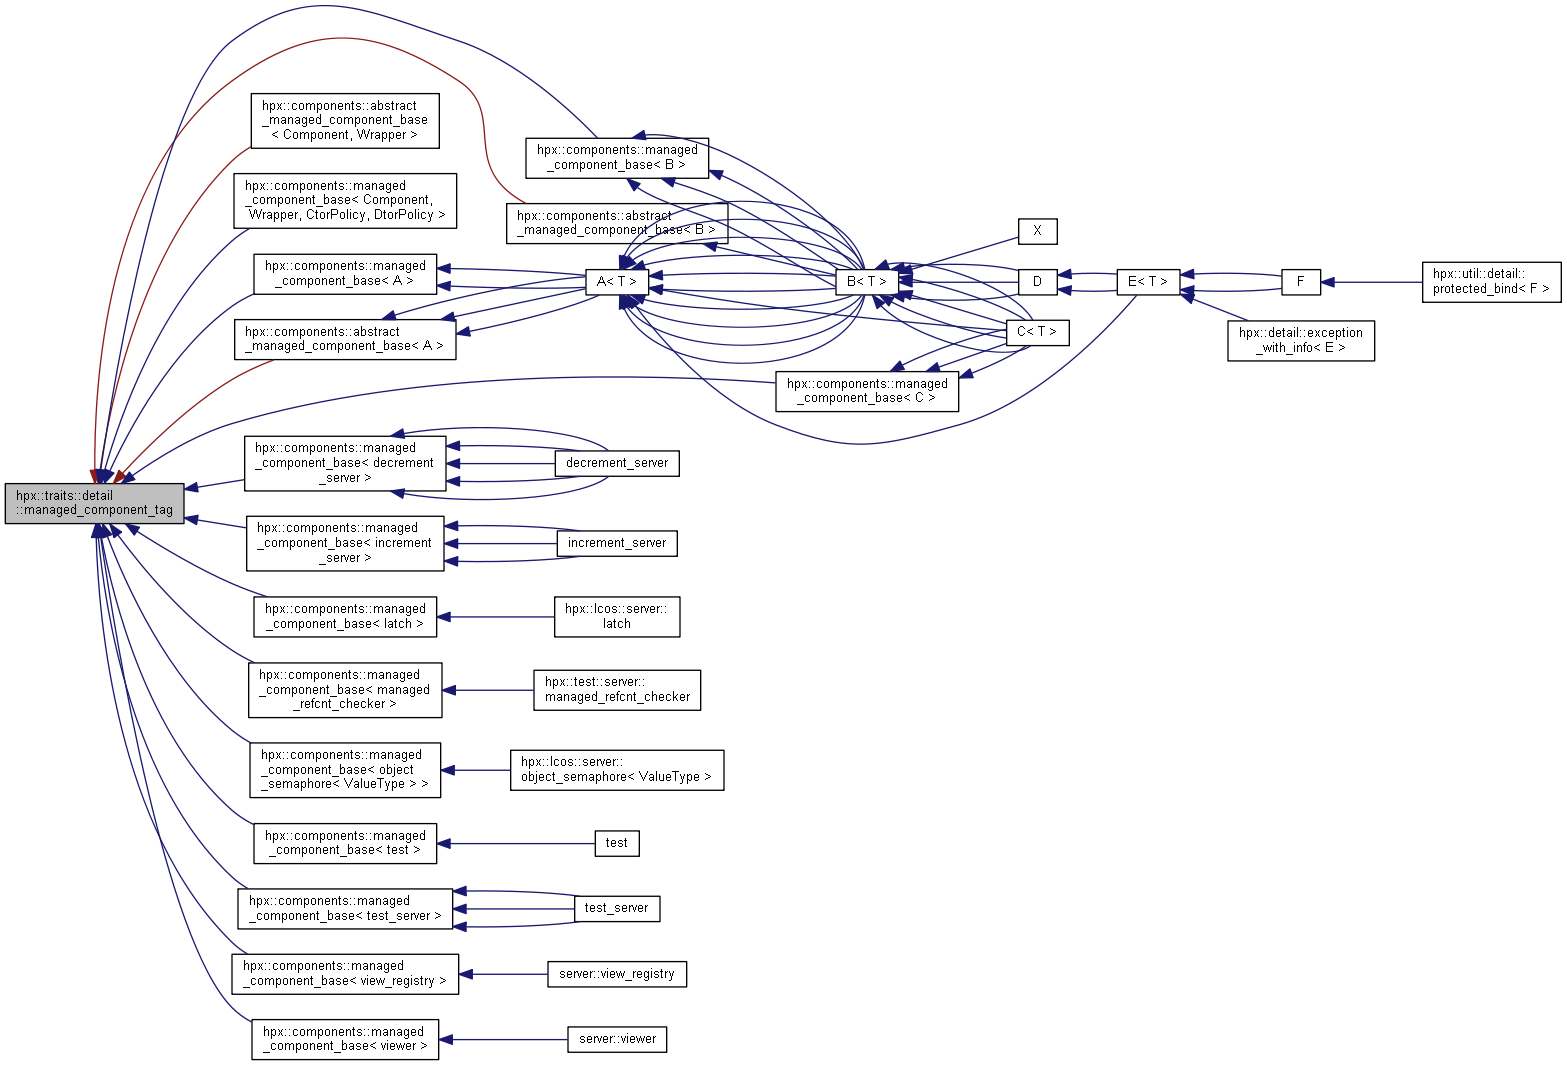 hpx::components::abstract
_managed_component_base
< Component, Wrapper >
hpx::components::managed
_component_base< Component,
Wrapper, CtorPolicy, DtorPolicy >
hpx::components::managed
_component_base< A >
hpx::components::abstract
_managed_component_base< A >
hpx::components::managed
_component_base< B >
hpx::components::abstract
_managed_component_base< B >
A< T >
B< T >
X
D
C< T >
E< T >
F
hpx::util::detail::
protected_bind< F >
hpx::detail::exception
_with_info< E >
hpx::components::managed
_component_base< C >
hpx::traits::detail
::managed_component_tag
hpx::components::managed
_component_base< decrement
_server >
decrement_server
hpx::components::managed
_component_base< increment
_server >
increment_server
hpx::components::managed
_component_base< latch >
hpx::lcos::server::
latch
hpx::components::managed
_component_base< managed
_refcnt_checker >
hpx::test::server::
managed_refcnt_checker
hpx::components::managed
_component_base< object
_semaphore< ValueType > >
hpx::lcos::server::
object_semaphore< ValueType >
hpx::components::managed
_component_base< test >
test
hpx::components::managed
_component_base< test_server >
test_server
hpx::components::managed
_component_base< view_registry >
server::view_registry
hpx::components::managed
_component_base< viewer >
server::viewer